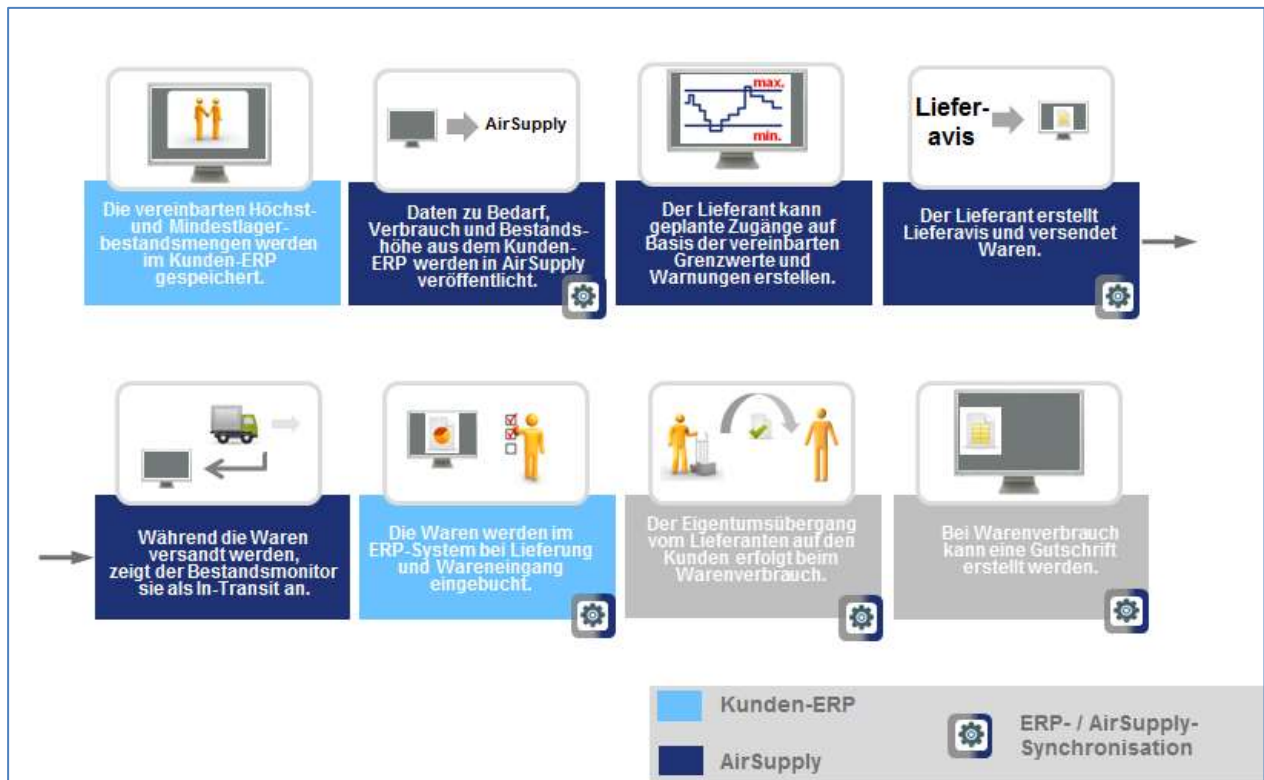 AirSupply
max.
min.
Liefer-
avis
Die vereinbarten Höchst-
und Mindestlager-
bestandsmengen werden
im Kunden-ERP
gespeichert.
Daten zu Bedarf,
Verbrauch und Bestands-
höhe aus dem Kunden-
ERP werden in AirSupply
veröffentlicht.
Der Lieferant kann
geplante Zugänge auf
Basis der vereinbarten
Grenzwerte und
Warnungen erstellen.
Der Lieferant erstellt
Lieferavis und versendet
Waren.
Während die Waren
versandt werden,
zeigt der Bestandsmonitor
sie als In-Transit an.
Die Waren werden im
ERP-System bei Lieferung
und Wareneingang
eingebucht.
Der Eigentumsübergang
vom Lieferanten auf den
Kunden erfolgt beim
Warenverbrauch.
Bei Warenverbrauch
kann eine Gutschrift
erstellt werden.
Kunden-ERP
AirSupply
ERP- / AirSupply-
Synchronisation